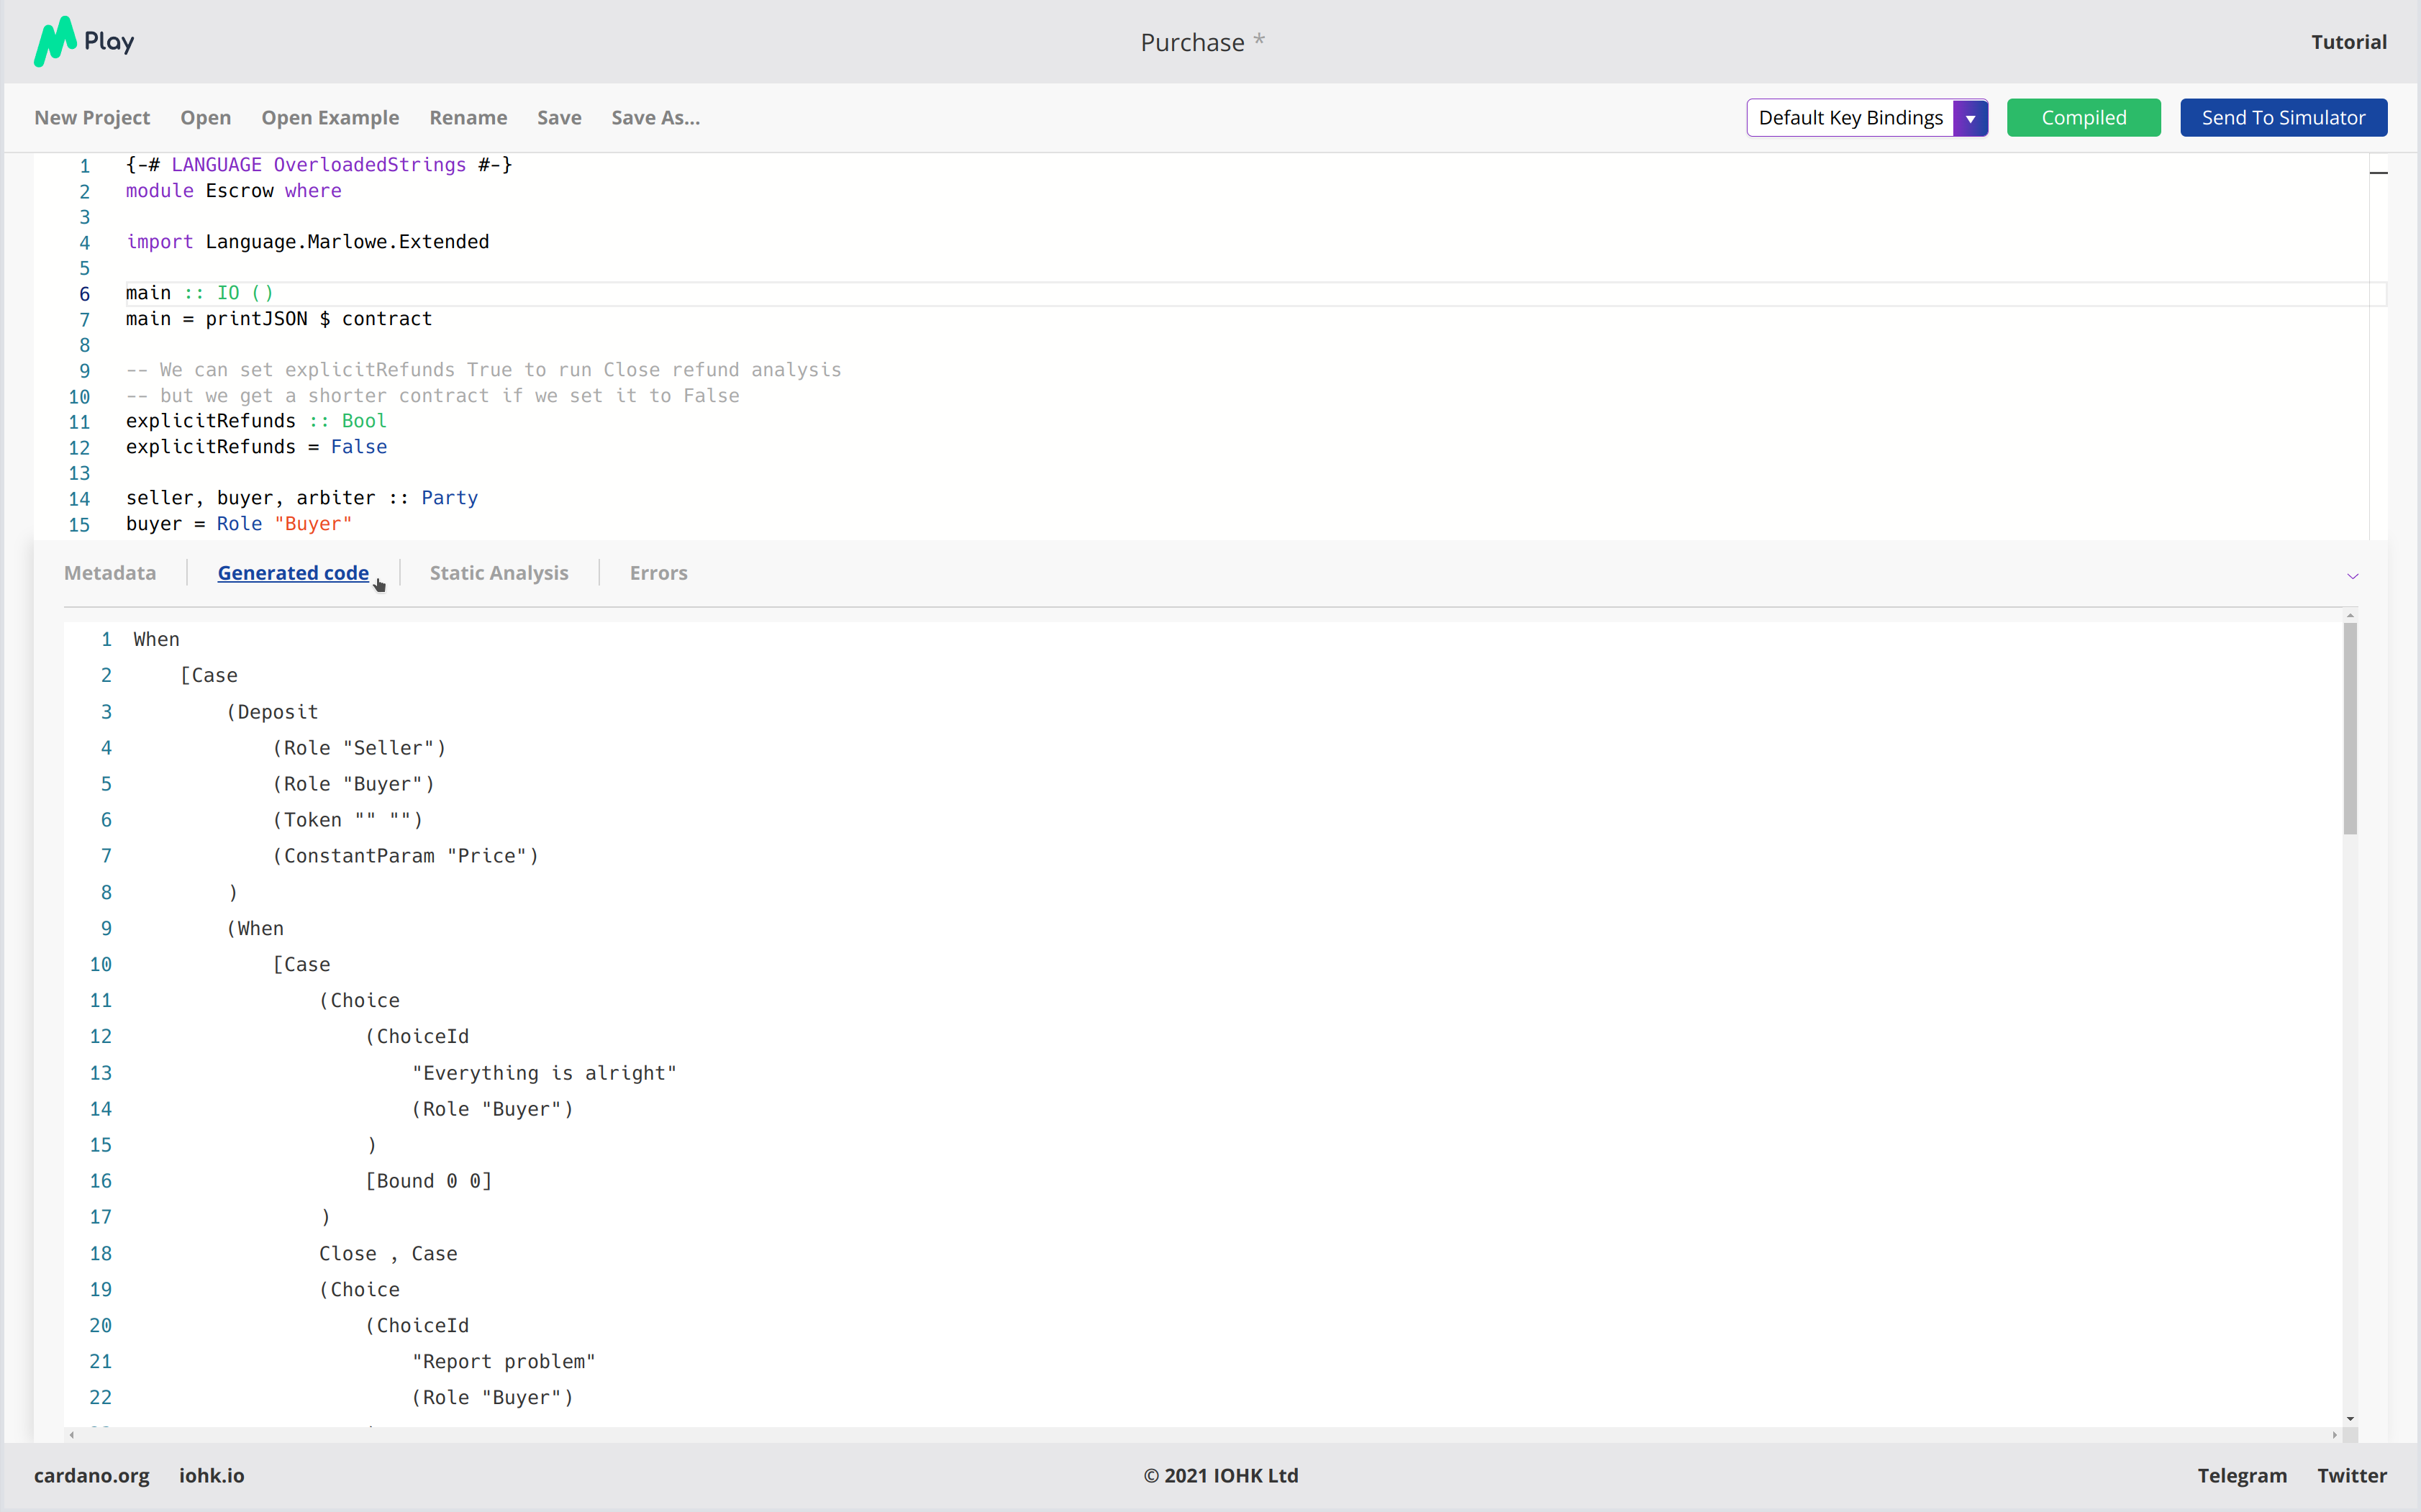 Play
Purchase *
Tutorial
New Project Open Open Example Rename Save Save As...
Default Key Bindings Compiled Send To Simulator
1 {-# LANGUAGE OverloadedStrings #-}
2 module Escrow where
3
4 import Language.Marlowe.Extended
5
6 main :: IO ()
7 main = printJSON $ contract
8
9 -- We can set explicitRefunds True to run Close refund analysis
10 -- but we get a shorter contract if we set it to False
11 explicitRefunds :: Bool
12 explicitRefunds = False
13
14 seller, buyer, arbiter :: Party
15 buyer = Role "Buyer"
Metadata Generated code Static Analysis Errors
1 When
2 [Case
3 (Deposit
4 (Role "Seller")
5 (Role "Buyer")
6 (Token "" "")
7 (ConstantParam "Price")
8 )
9 (When
10 [Case
11 (Choice
12 (ChoiceId
13 "Everything is alright"
14 (Role "Buyer")
15 )
16 [Bound 0 0]
17 )
18 Close , Case
19 (Choice
20 (ChoiceId
21 "Report problem"
22 (Role "Buyer")
cardano.org iohk.io © 2021 IOHK Ltd Telegram Twitter